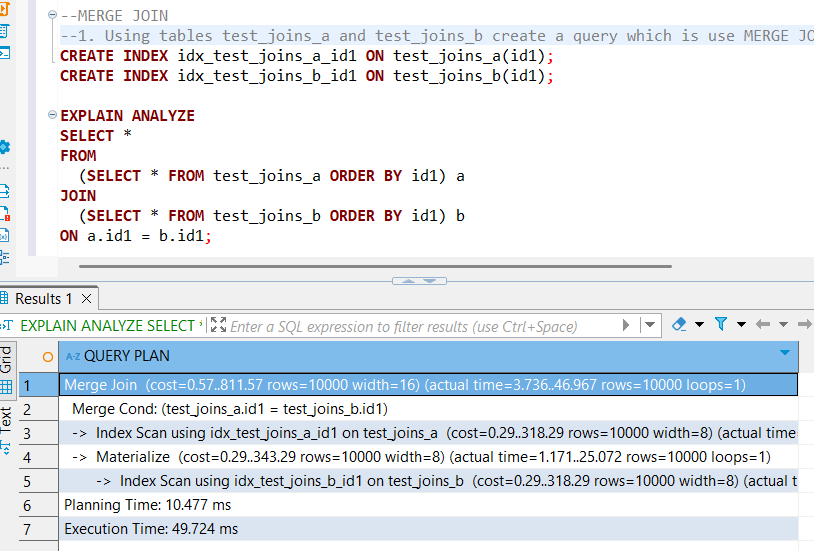 --MERGE JOIN
--1. Using tables test_joins_a and test_joins_b create a query which is use MERGE JO
CREATE INDEX idx_test_joins_a_id1 ON test_joins_a(id1);
CREATE INDEX idx_test_joins_b_id1 ON test_joins_b(id1);
EXPLAIN ANALYZE
SELECT *
FROM
(SELECT * FROM test_joins_a ORDER BY id1) a
JOIN
(SELECT * FROM test_joins_b ORDER BY id1) b
ON a.id1 = b.id1;
Results 1
EXPLAIN ANALYZE SELECT * Enter a SQL expression to filter results (use Ctrl+Space)
Grid
Text
A-Z QUERY PLAN
1 Merge Join (cost=0.57..811.57 rows=10000 width=16) (actual time=3.736..46.967 rows=10000 loops=1)
2 Merge Cond: (test_joins_a.id1 = test_joins_b.id1)
3 -> Index Scan using idx_test_joins_a_id1 on test_joins_a (cost=0.29..318.29 rows=10000 width=8) (actual time
4 -> Materialize (cost=0.29..343.29 rows=10000 width=8) (actual time=1.171..25.072 rows=10000 loops=1)
5 -> Index Scan using idx_test_joins_b_id1 on test_joins_b (cost=0.29..318.29 rows=10000 width=8) (actual t
6 Planning Time: 10.477 ms
7 Execution Time: 49.724 ms